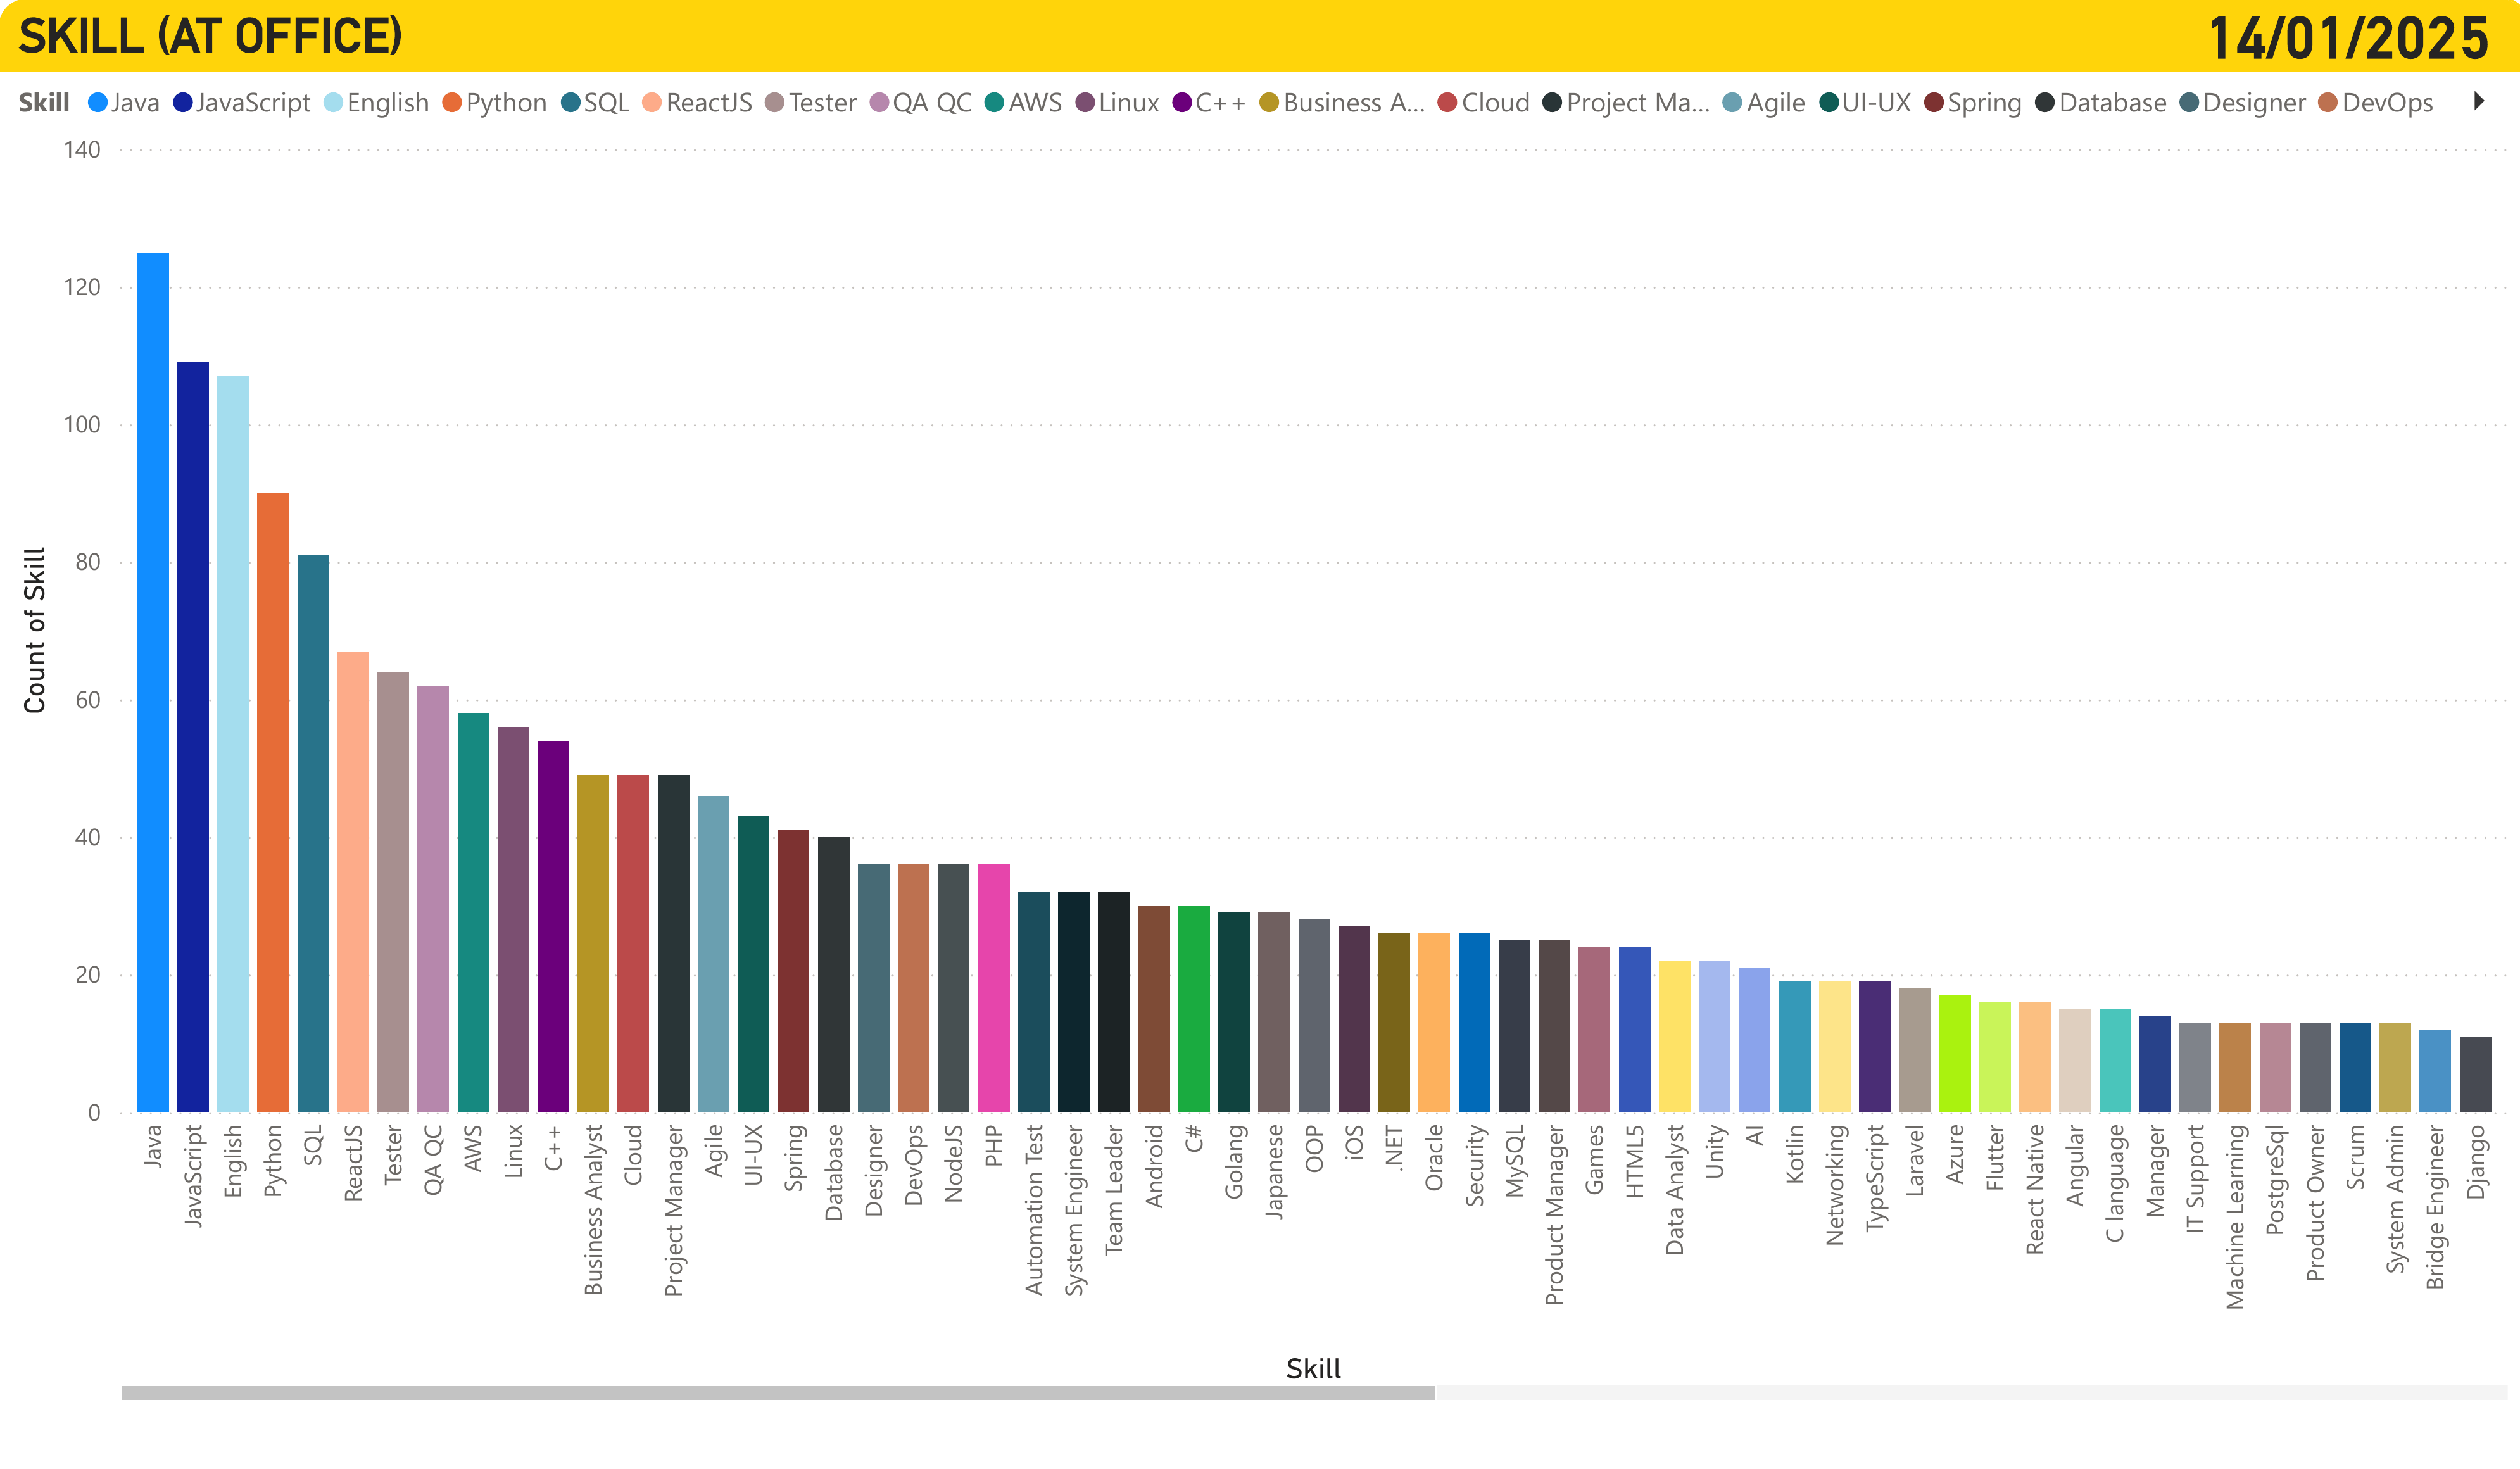 SKILL (AT OFFICE)
14/01/2025
Skill Java JavaScript English Python SQL ReactJS Tester QA QC AWS Linux C++ Business A... Cloud Project Ma... Agile UI-UX Spring Database Designer DevOps
140
120
100
80
60
40
20
0
Count of Skill
Java
JavaScript
English
Python
SQL
ReactJS
Tester
QA QC
AWS
Linux
C++
Business Analyst
Cloud
Project Manager
Agile
UI-UX
Spring
Database
Designer
DevOps
NodeJS
PHP
Automation Test
System Engineer
Team Leader
Android
C#
Golang
Japanese
OOP
iOS
.NET
Oracle
Security
MySQL
Product Manager
Games
HTML5
Data Analyst
Unity
AI
Kotlin
Networking
TypeScript
Laravel
Azure
Flutter
React Native
Angular
C language
Manager
IT Support
Machine Learning
PostgreSql
Product Owner
Scrum
System Admin
Bridge Engineer
Django
Skill